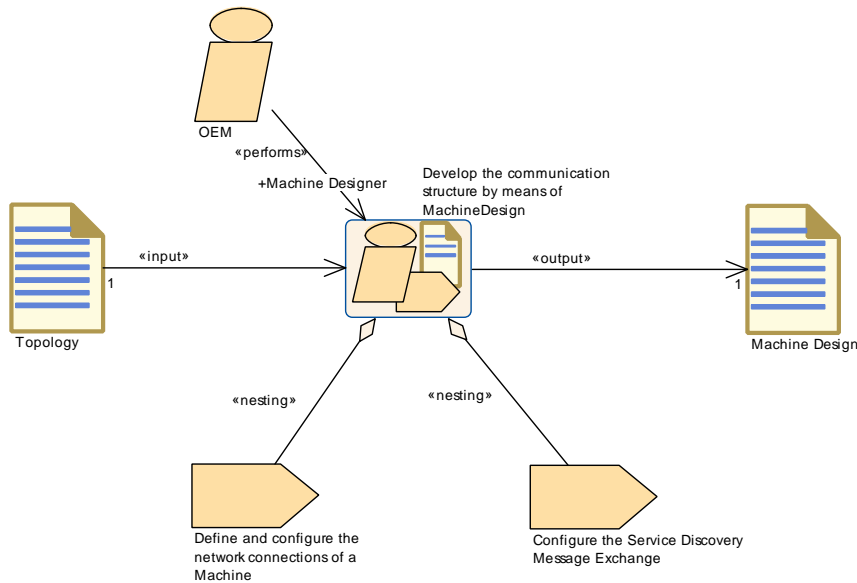 OEM
«performs»
+Machine Designer
Develop the communication
structure by means of
MachineDesign
«input»
1
Topology
«output»
1
Machine Design
«nesting»
«nesting»
Define and configure the
network connections of a
Machine
Configure the Service Discovery
Message Exchange